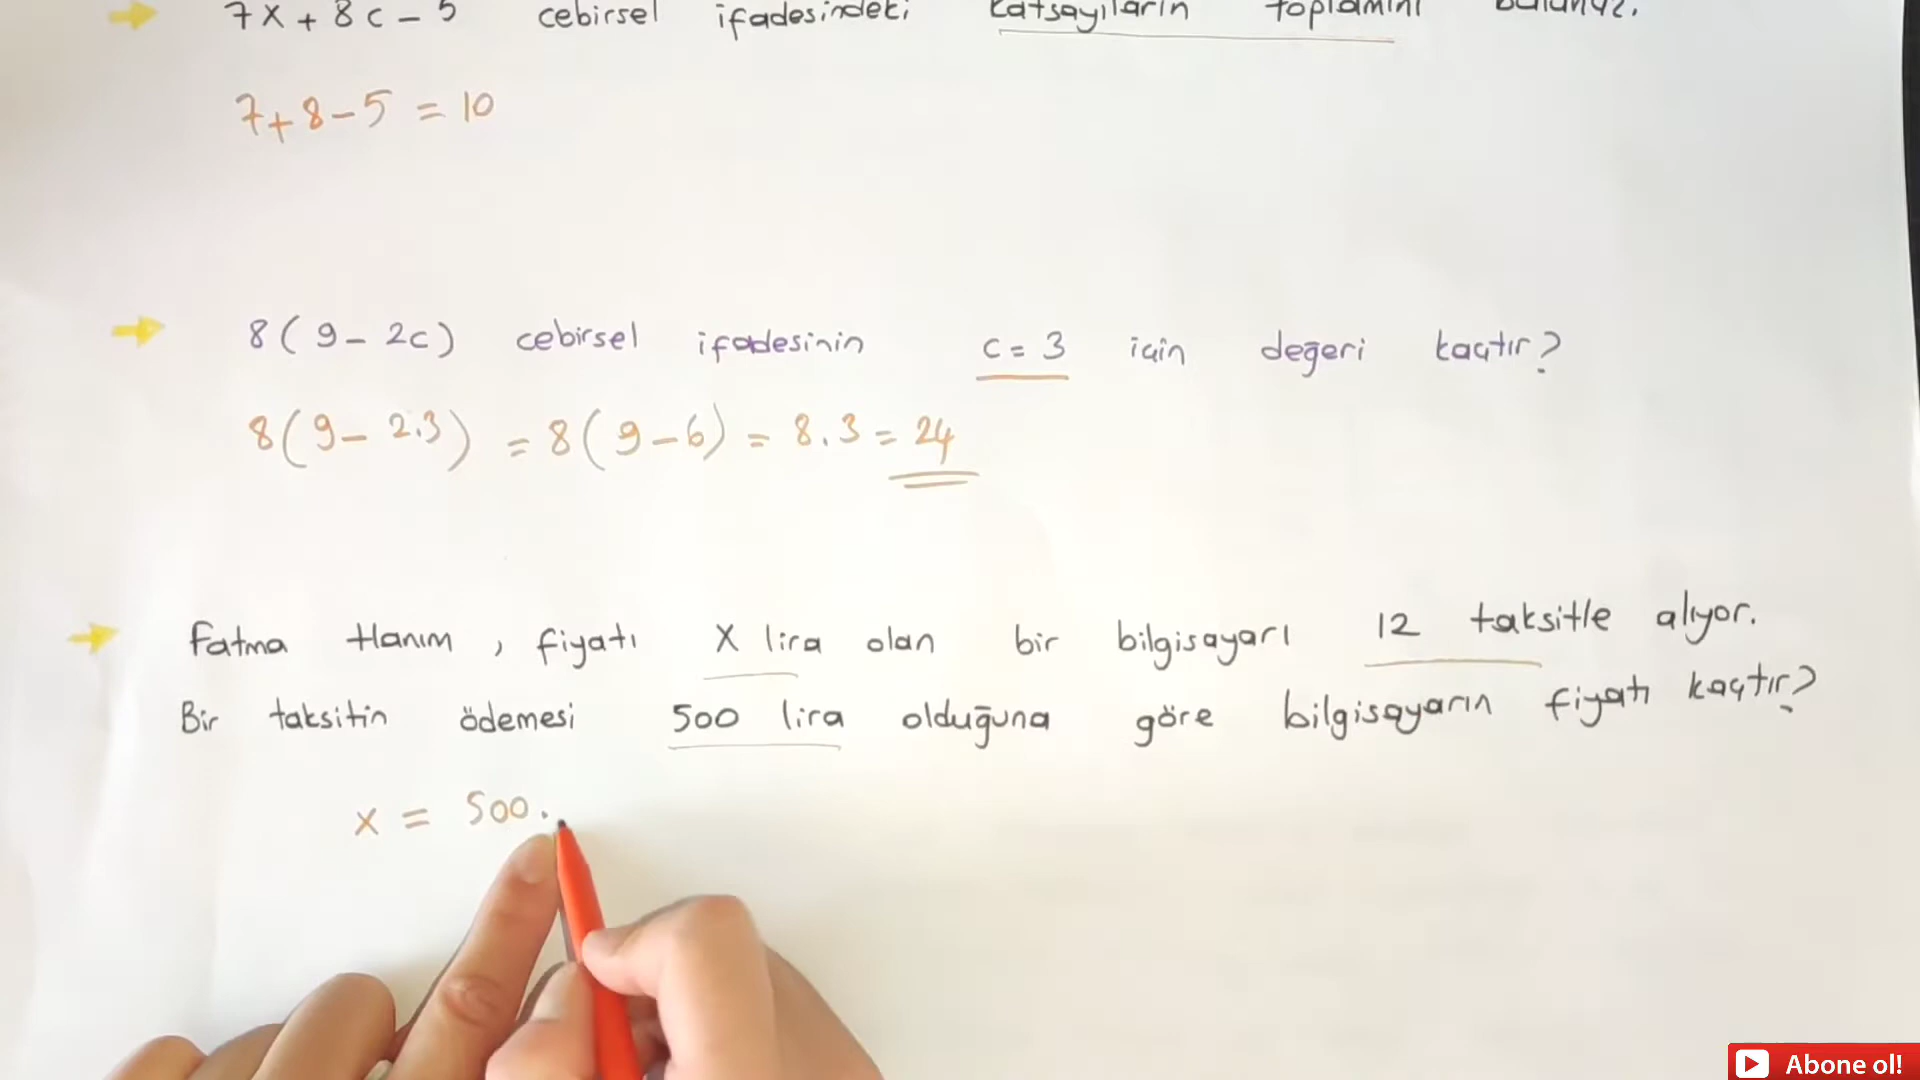 7x + 8c - 5 cebirsel ifadesindeki katsayıların toplamını bulunuz.
7+8-5 = 10
8(9-2c) cebirsel ifadesinin c = 3 için değeri kaçtır?
8(9-2.3) = 8(9-6) = 8.3 = 24
Fatma Hanım, fiyatı X lira olan bir bilgisayarı 12 taksitle alıyor.
Bir taksitin ödemesi 500 lira olduğuna göre bilgisayarın fiyatı kaçtır?
x = 500.
Abone ol!